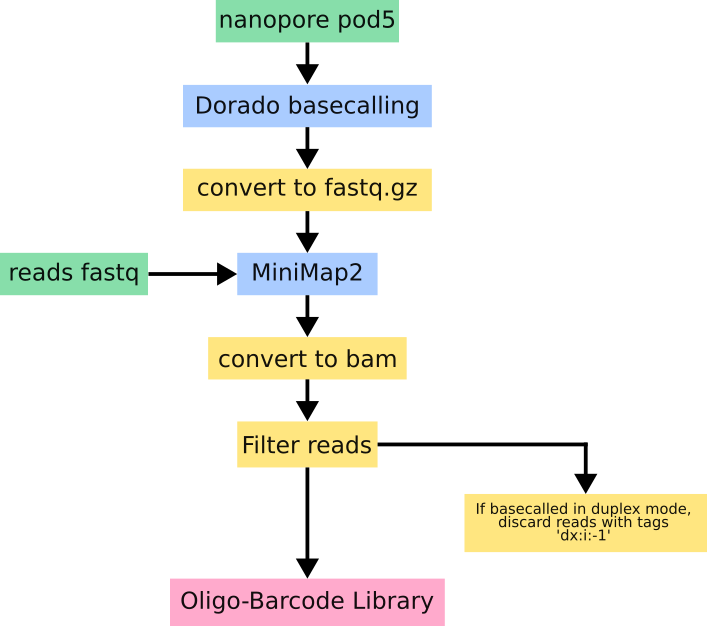 nanopore pod5
Dorado basecalling
convert to fastq.gz
reads fastq
MiniMap2
convert to bam
Filter reads
If basecalled in duplex mode,
discard reads with tags
'dx:i:-1'
Oligo-Barcode Library